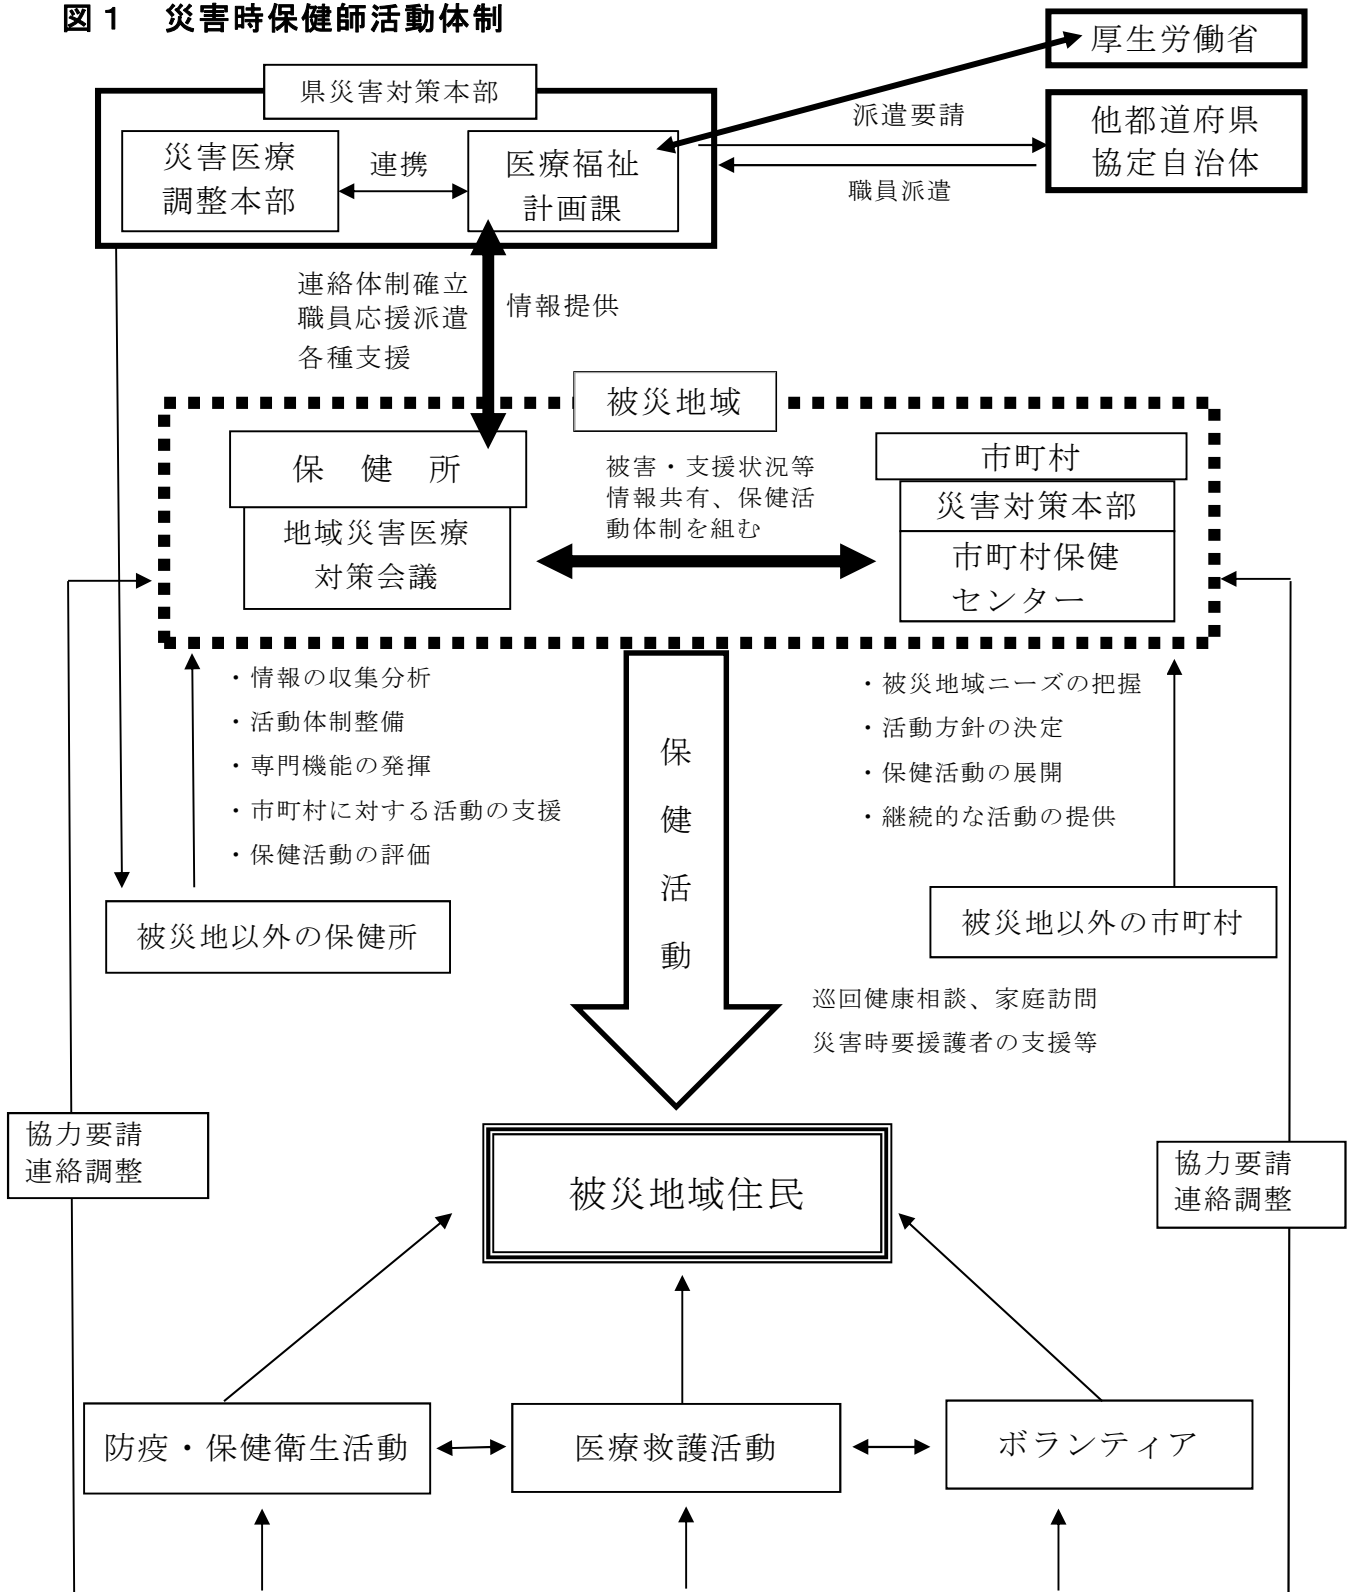 図１　災害時保健師活動体制
厚生労働省
県災害対策本部
災害医療
調整本部
連携
医療福祉
計画課
派遣要請
職員派遣
他都道府県
協定自治体
連絡体制確立
職員応援派遣
各種支援
情報提供
被災地域
保　健　所
地域災害医療
対策会議
被害・支援状況等
情報共有、保健活
動体制を組む
市町村
災害対策本部
市町村保健
センター
・情報の収集分析
・活動体制整備
・専門機能の発揮
・市町村に対する活動の支援
・保健活動の評価
保
健
活
動
・被災地域ニーズの把握
・活動方針の決定
・保健活動の展開
・継続的な活動の提供
被災地以外の保健所
被災地以外の市町村
巡回健康相談、家庭訪問
災害時要援護者の支援等
協力要請
連絡調整
被災地域住民
協力要請
連絡調整
防疫・保健衛生活動
医療救護活動
ボランティア